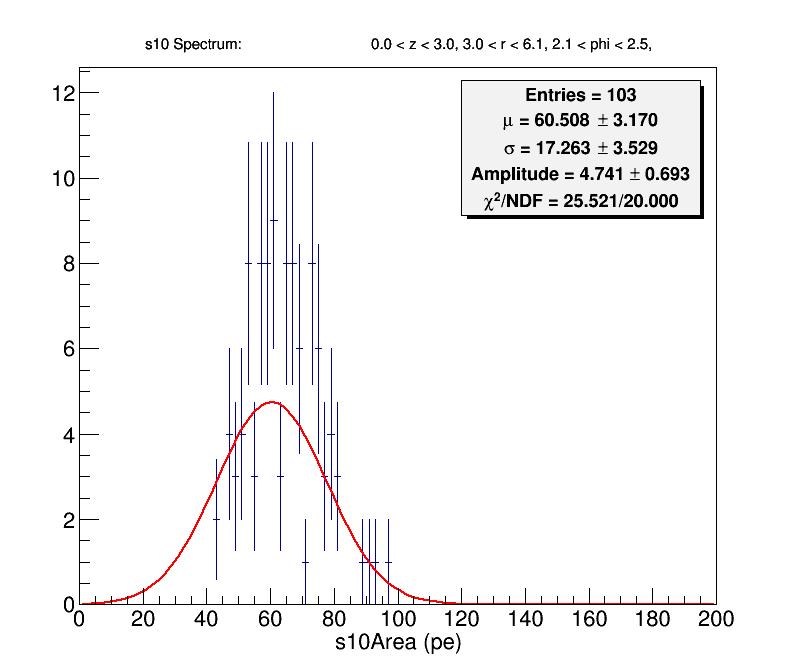 s10 Spectrum: 0.0 < z < 3.0, 3.0 < r < 6.1, 2.1 < phi < 2.5,
Entries = 103
μ = 60.508 ± 3.170
σ = 17.263 ± 3.529
Amplitude = 4.741 ± 0.693
χ²/NDF = 25.521/20.000
12
10
8
6
4
2
0
0 20 40 60 80 100 120 140 160 180 200
s10Area (pe)